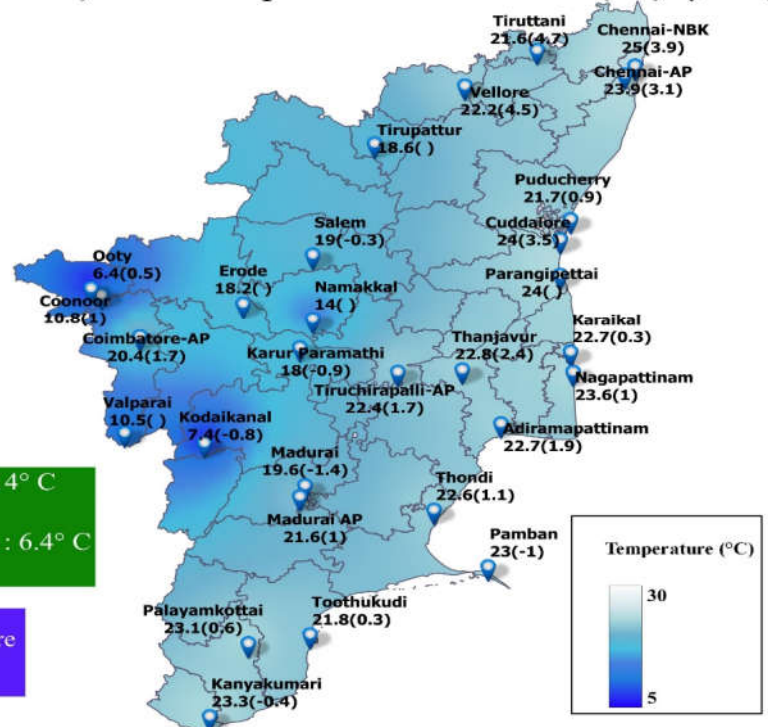 Tiruttani
21.6(4.7)
Chennai-NBK
25(3.9)
Chennai-AP
23.9(3.1)
Vellore
22.2(4.5)
Tirupattur
18.6( )
Puducherry
21.7(0.9)
Cuddalore
24(3.5)
Salem
19(-0.3)
Ooty
6.4(0.5)
Erode
18.2( )
Namakkal
14( )
Parangipettai
24( )
Coonoor
10.8(1)
Coimbatore-AP
20.4(1.7)
Karur Paramathi
18(-0.9)
Thanjavur
22.8(2.4)
Karaikal
22.7(0.3)
Tiruchirapalli-AP
22.4(1.7)
Nagapattinam
23.6(1)
Valparai
10.5( )
Kodaikanal
7.4(-0.8)
Adiramapattinam
22.7(1.9)
Madurai
19.6(-1.4)
Madurai AP
21.6(1)
Thondi
22.6(1.1)
4° C
: 6.4° C
Pamban
23(-1)
Temperature (°C)
30
5
Palayamkottai
23.1(0.6)
Toothukudi
21.8(0.3)
re
Kanyakumari
23.3(-0.4)